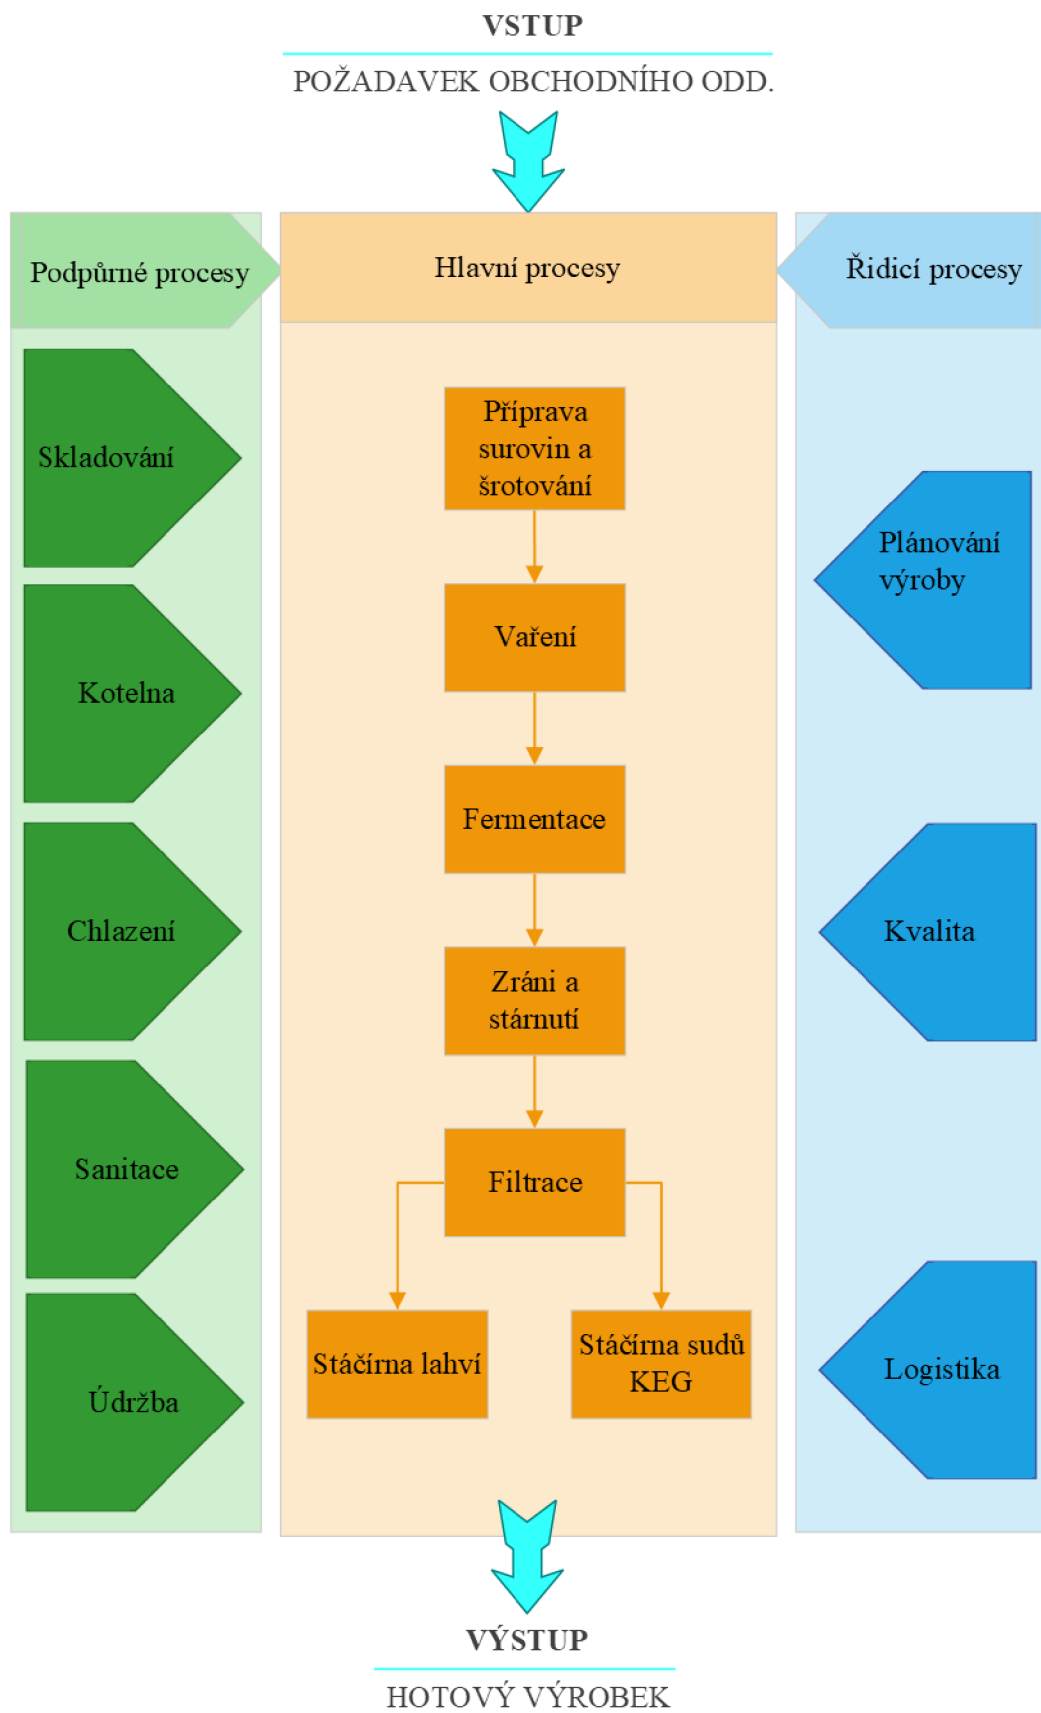 VSTUP
POŽADAVEK OBCHODNÍHO ODD.
Podpůrné procesy
Hlavní procesy
Řidicí procesy
Skladování
Kotelna
Chlazení
Sanitace
Údržba
Příprava
surovin a
šrotování
Vaření
Fermentace
Zráni a
stárnutí
Filtrace
Stáčírna lahví
Stáčírna sudů
KEG
Plánování
výroby
Kvalita
Logistika
VÝSTUP
HOTOVÝ VÝROBEK